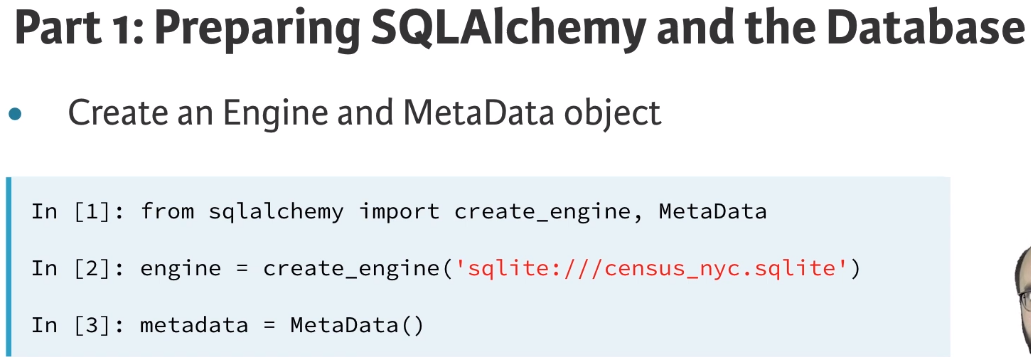 Part 1: Preparing SQLAlchemy and the Database
• Create an Engine and MetaData object
In [1]: from sqlalchemy import create_engine, MetaData
In [2]: engine = create_engine('sqlite:///census_nyc.sqlite')
In [3]: metadata = MetaData()